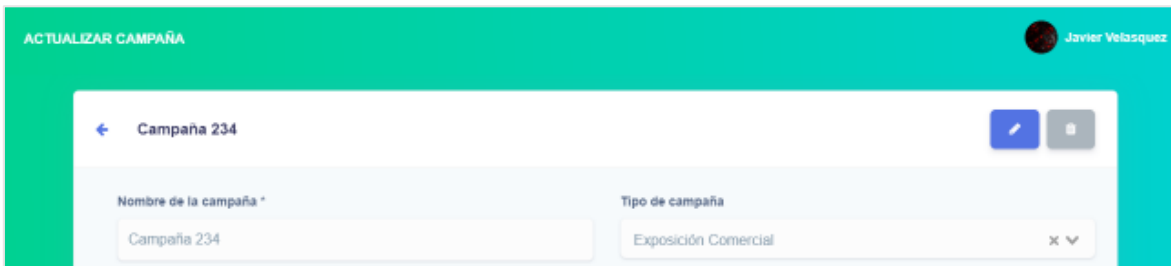 ACTUALIZAR CAMPAÑA
Javier Velasquez
Campaña 234
Nombre de la campaña *
Tipo de campaña
Campaña 234
Exposición Comercial